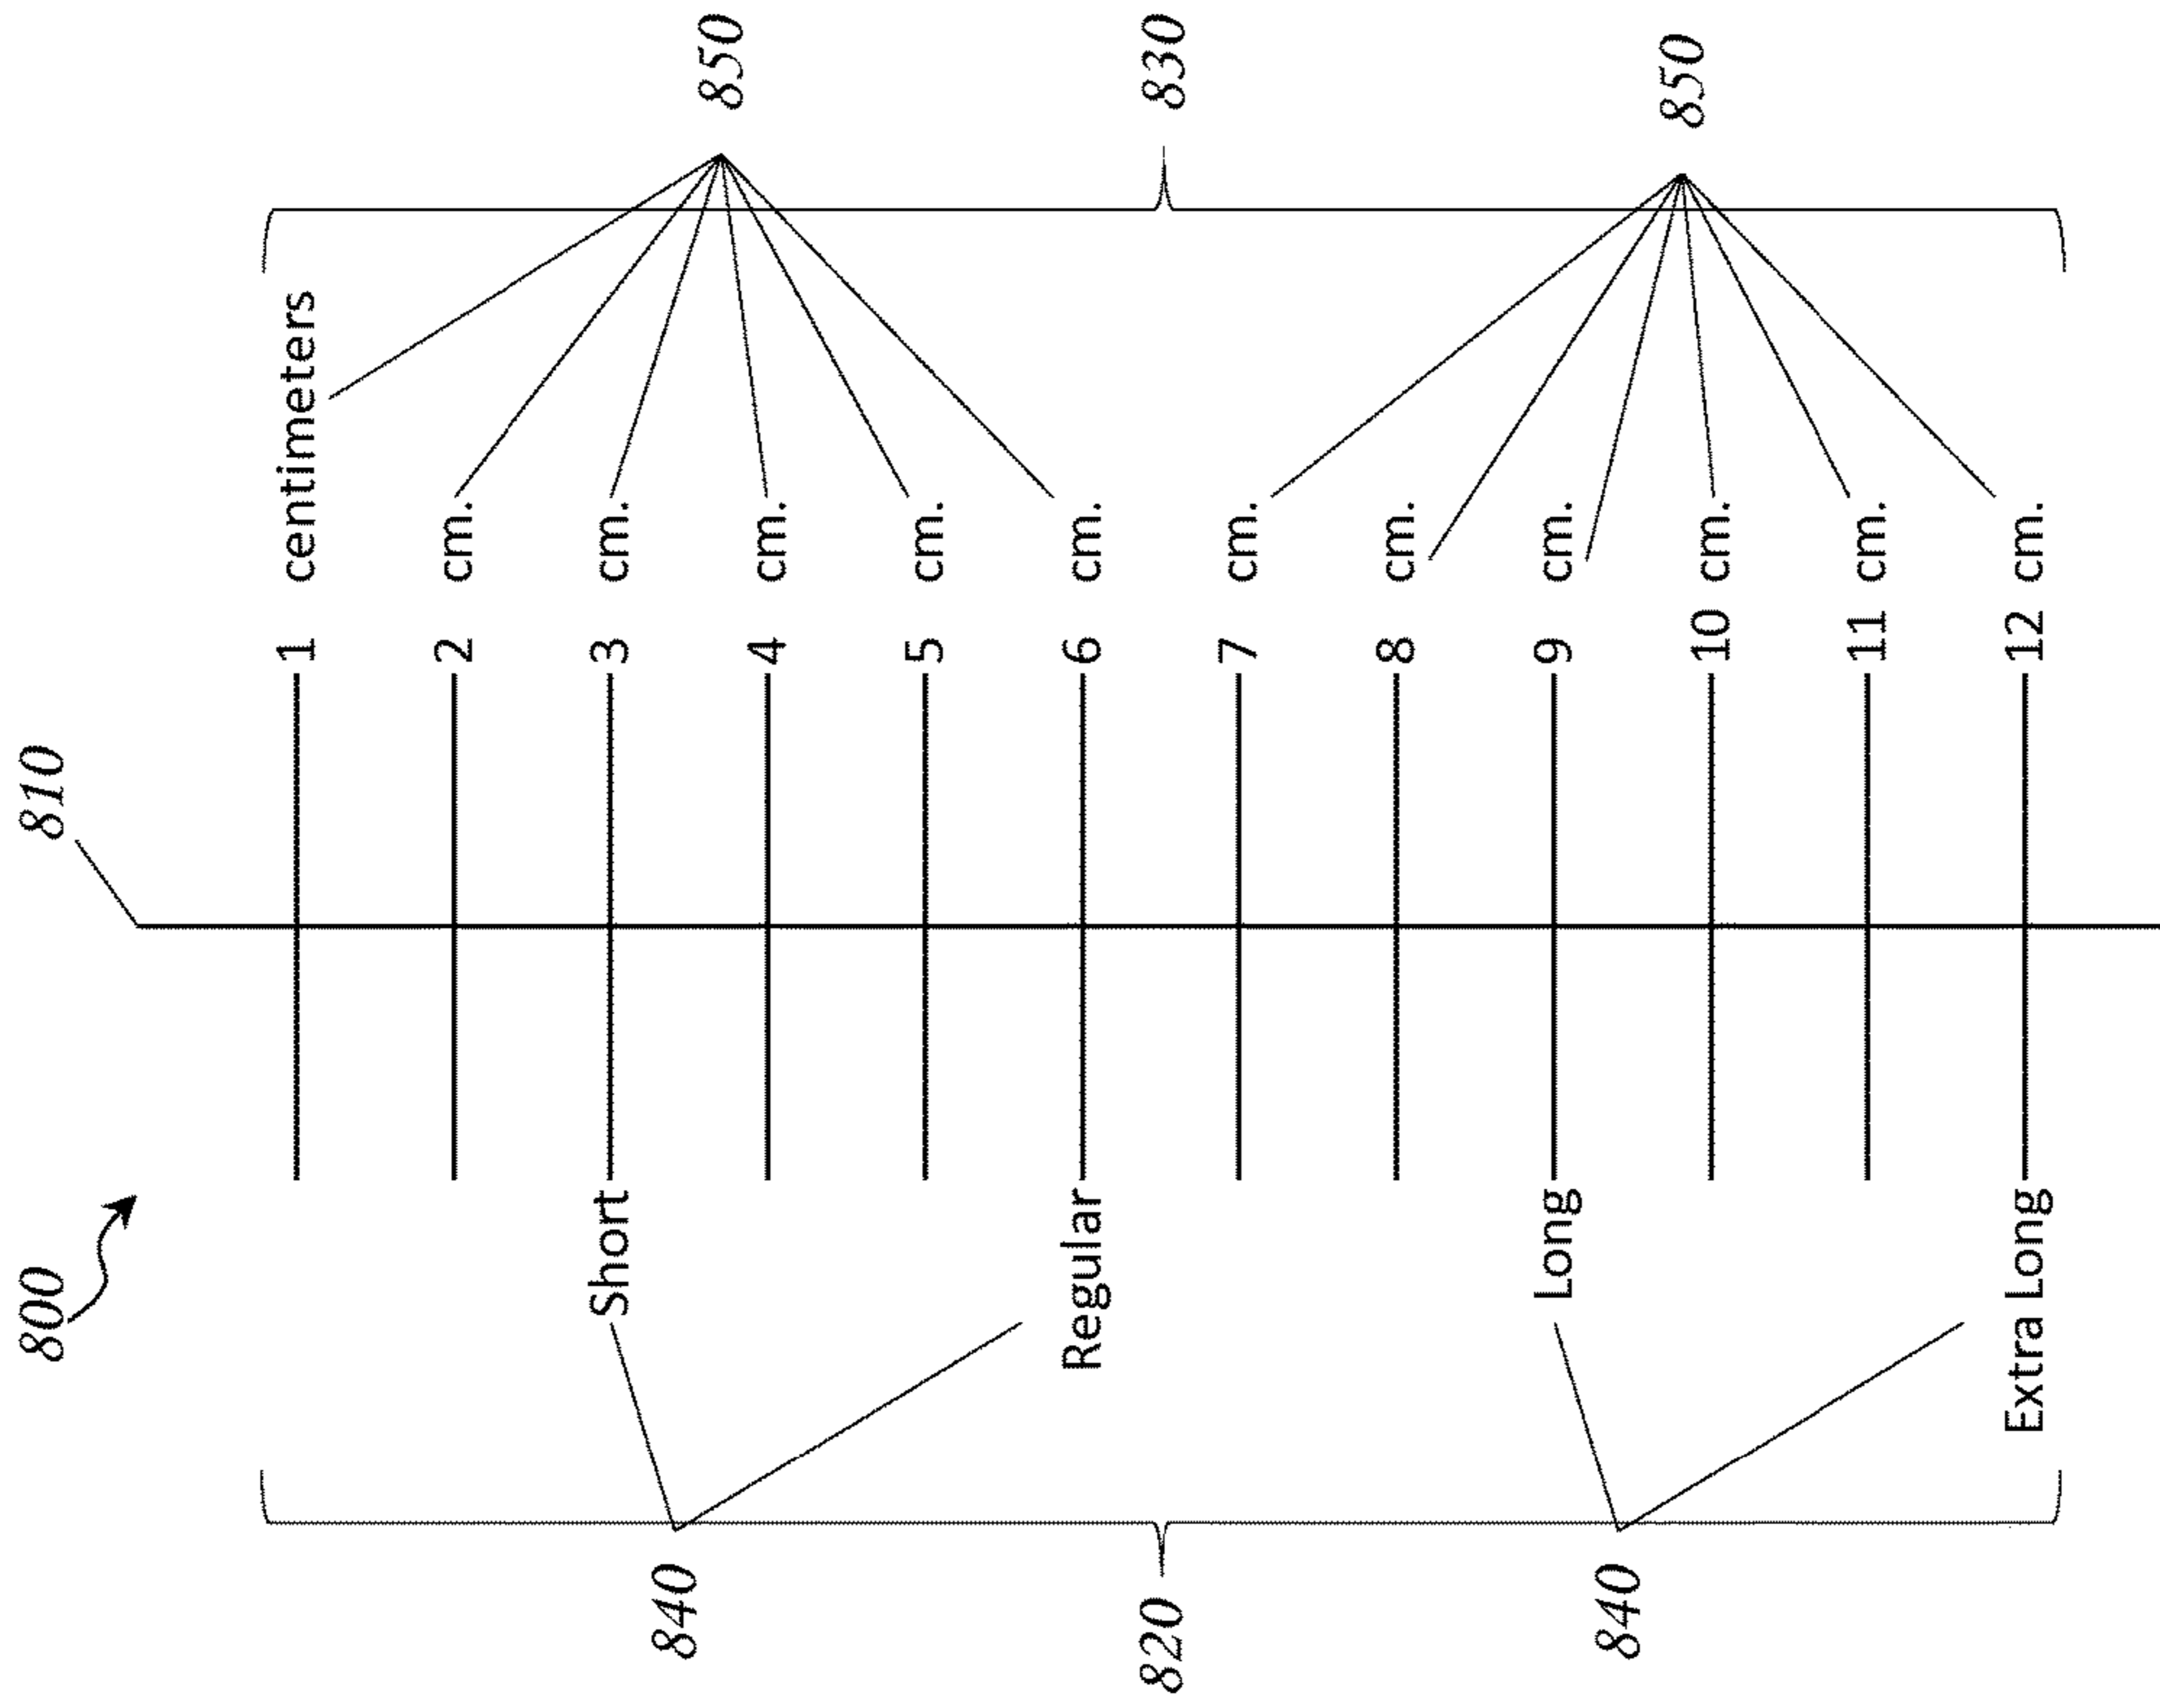 800 810
1 centimeters
2 cm.
Short 3 cm.
840 850
4 cm.
5 cm.
Regular 6 cm.
820 830
7 cm.
8 cm.
Long 9 cm.
840 850
10 cm.
11 cm.
Extra Long 12 cm.